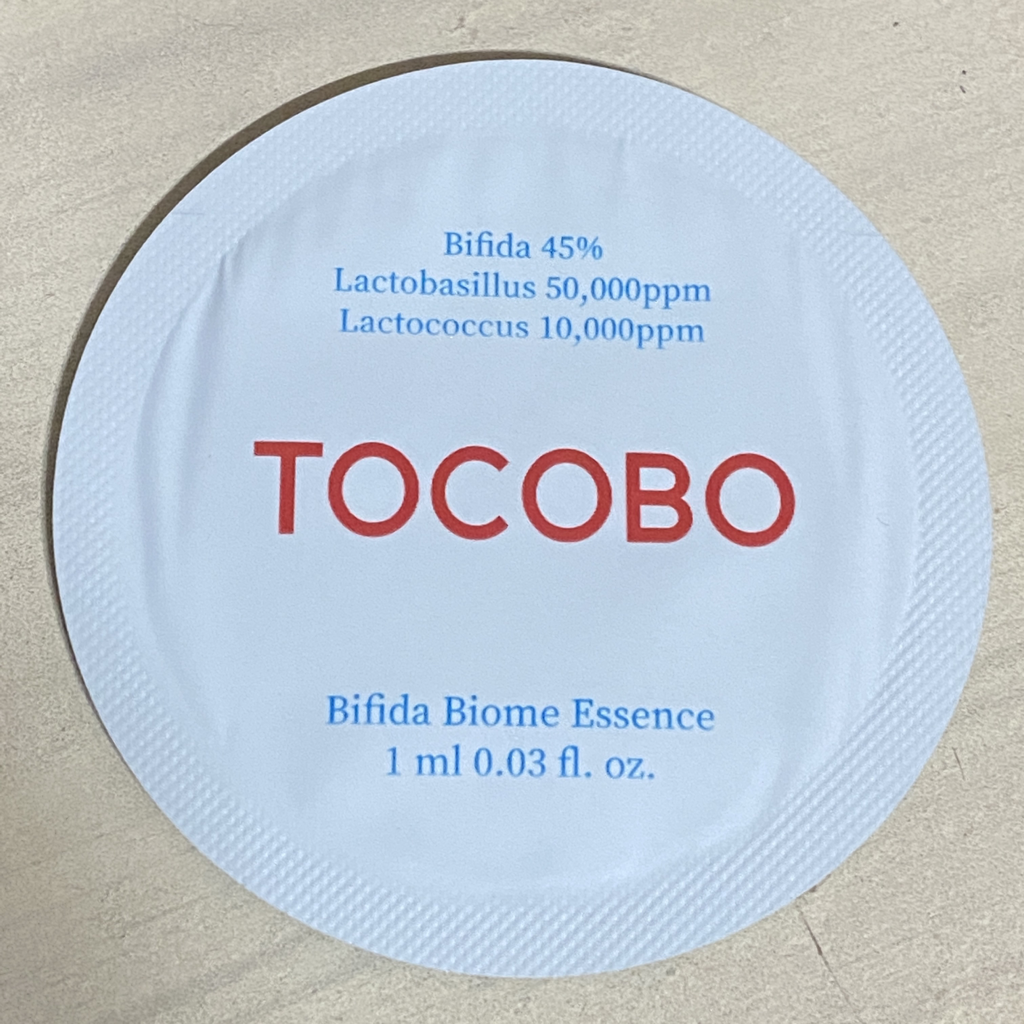 Bifida 45%
Lactobasillus 50,000ppm
Lactococcus 10,000ppm
TOCOBO
Bifida Biome Essence
1 ml 0.03 fl. oz.